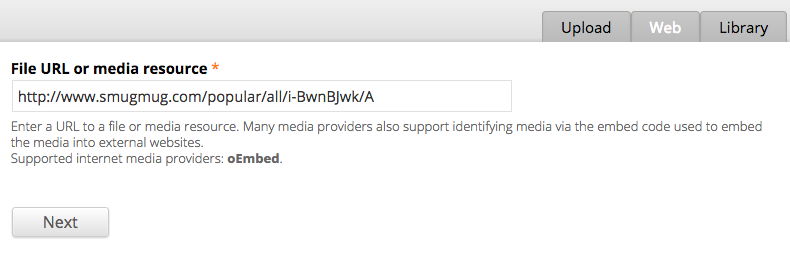 Upload Web Library
File URL or media resource *
http://www.smugmug.com/popular/all/i-BwnBJwk/A
Enter a URL to a file or media resource. Many media providers also support identifying media via the embed code used to embed
the media into external websites.
Supported internet media providers: oEmbed.
Next